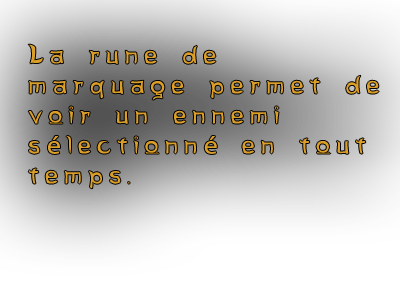 La rune de
marquage permet de
voir un ennemi
sélectionné en tout
temps.